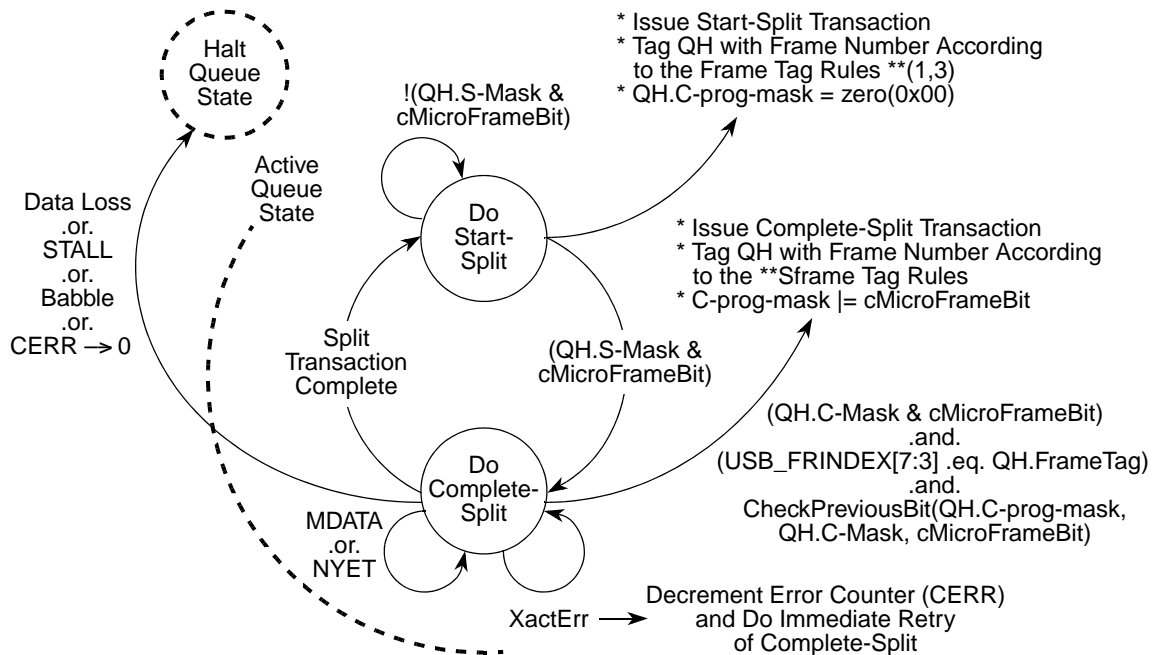 Halt
Queue
State
* Issue Start-Split Transaction
* Tag QH with Frame Number According
to the Frame Tag Rules **(1,3)
* QH.C-prog-mask = zero(0x00)
!(QH.S-Mask &
cMicroFrameBit)
Active
Queue
State
Data Loss
.or.
STALL
.or.
Babble
.or.
CERR → 0
Do
Start-
Split
* Issue Complete-Split Transaction
* Tag QH with Frame Number According
to the **Sframe Tag Rules
* C-prog-mask |= cMicroFrameBit
Split
Transaction
Complete
(QH.S-Mask &
cMicroFrameBit)
(QH.C-Mask & cMicroFrameBit)
.and.
(USB_FRINDEX[7:3] .eq. QH.FrameTag)
.and.
CheckPreviousBit(QH.C-prog-mask,
QH.C-Mask, cMicroFrameBit)
Do
Complete-
Split
MDATA
.or.
NYET
XactErr
Decrement Error Counter (CERR)
and Do Immediate Retry
of Complete-Split